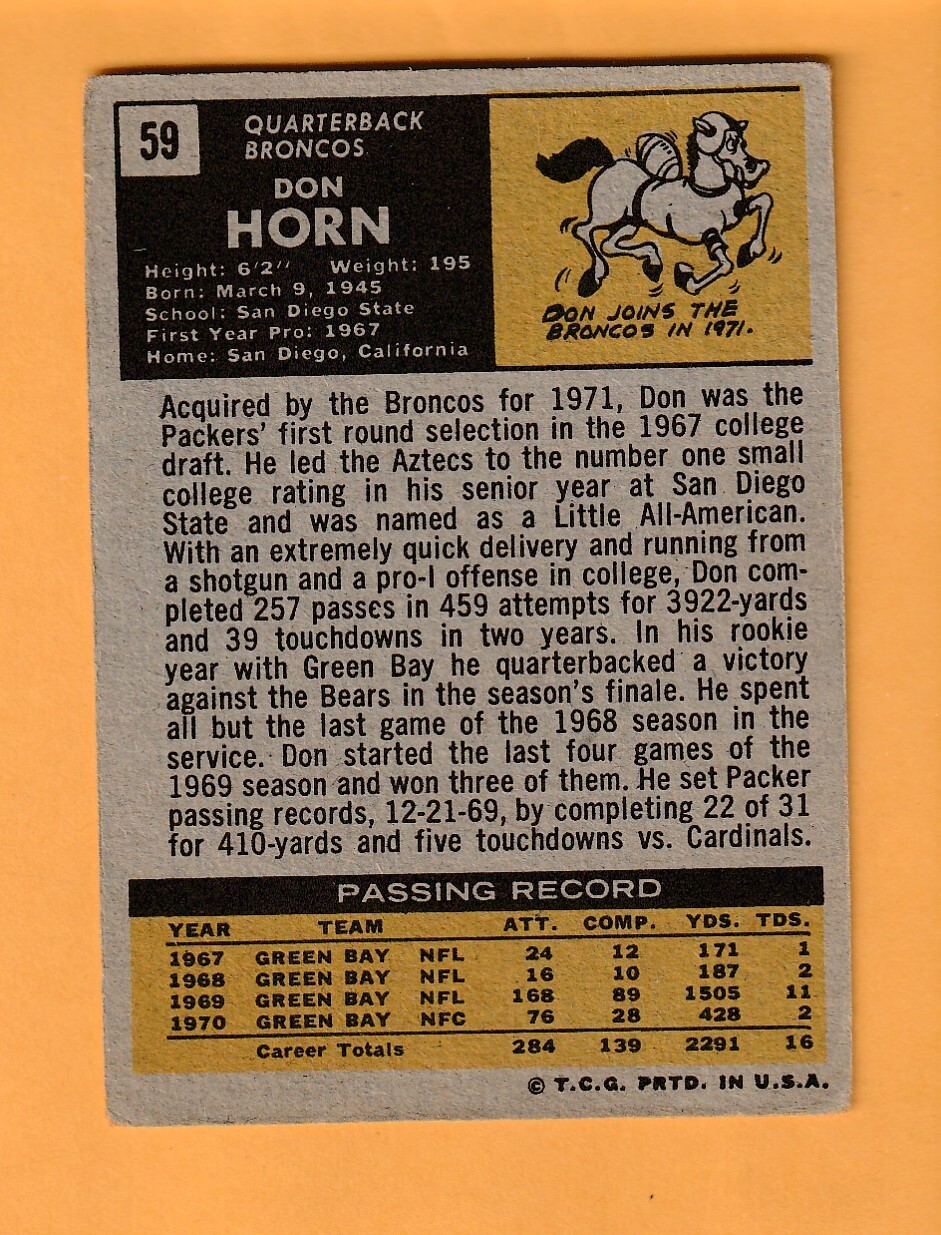 59
QUARTERBACK
BRONCOS
DON
HORN
Height: 6'2" Weight: 195
Born: March 9, 1945
School: San Diego State
First Year Pro: 1967
Home: San Diego, California
DON JOINS THE
BRONCOS IN 1971.
Acquired by the Broncos for 1971, Don was the
Packers' first round selection in the 1967 college
draft. He led the Aztecs to the number one small
college rating in his senior year at San Diego
State and was named as a Little All-American.
With an extremely quick delivery and running from
a shotgun and a pro-I offense in college, Don com-
pleted 257 passes in 459 attempts for 3922-yards
and 39 touchdowns in two years. In his rookie
year with Green Bay he quarterbacked a victory
against the Bears in the season's finale. He spent
all but the last game of the 1968 season in the
service. Don started the last four games of the
1969 season and won three of them. He set Packer
passing records, 12-21-69, by completing 22 of 31
for 410-yards and five touchdowns vs. Cardinals.
PASSING RECORD
YEAR TEAM ATT. COMP. YDS. TDS.
1967 GREEN BAY NFL 24 12 171 1
1968 GREEN BAY NFL 16 10 187 2
1969 GREEN BAY NFL 168 89 1505 11
1970 GREEN BAY NFC 76 28 428 2
Career Totals 284 139 2291 16
© T.C.G. PRTD. IN U.S.A.